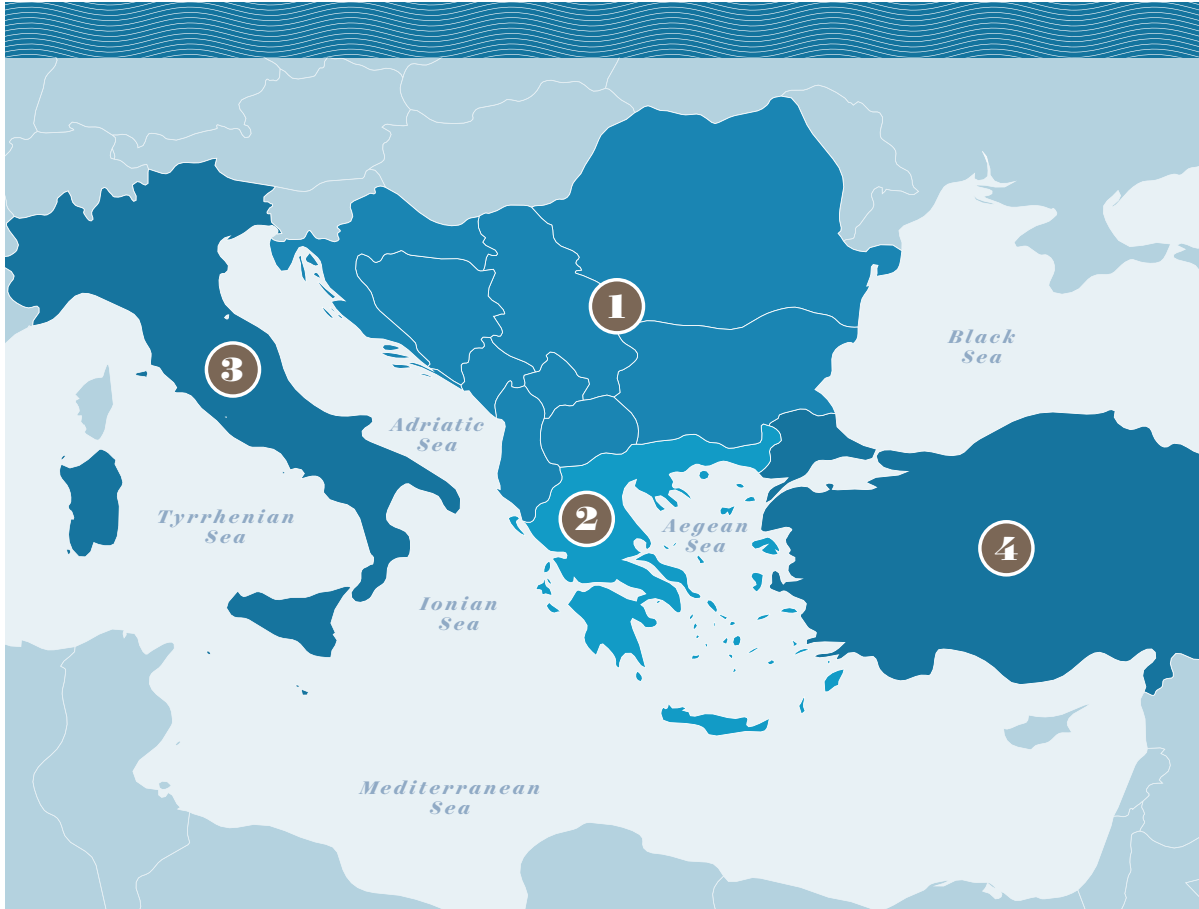 1
Black
Sea
3
Adriatic
Sea
Tyrrhenian
Sea
2
Aegean
Sea
4
Ionian
Sea
Mediterranean
Sea